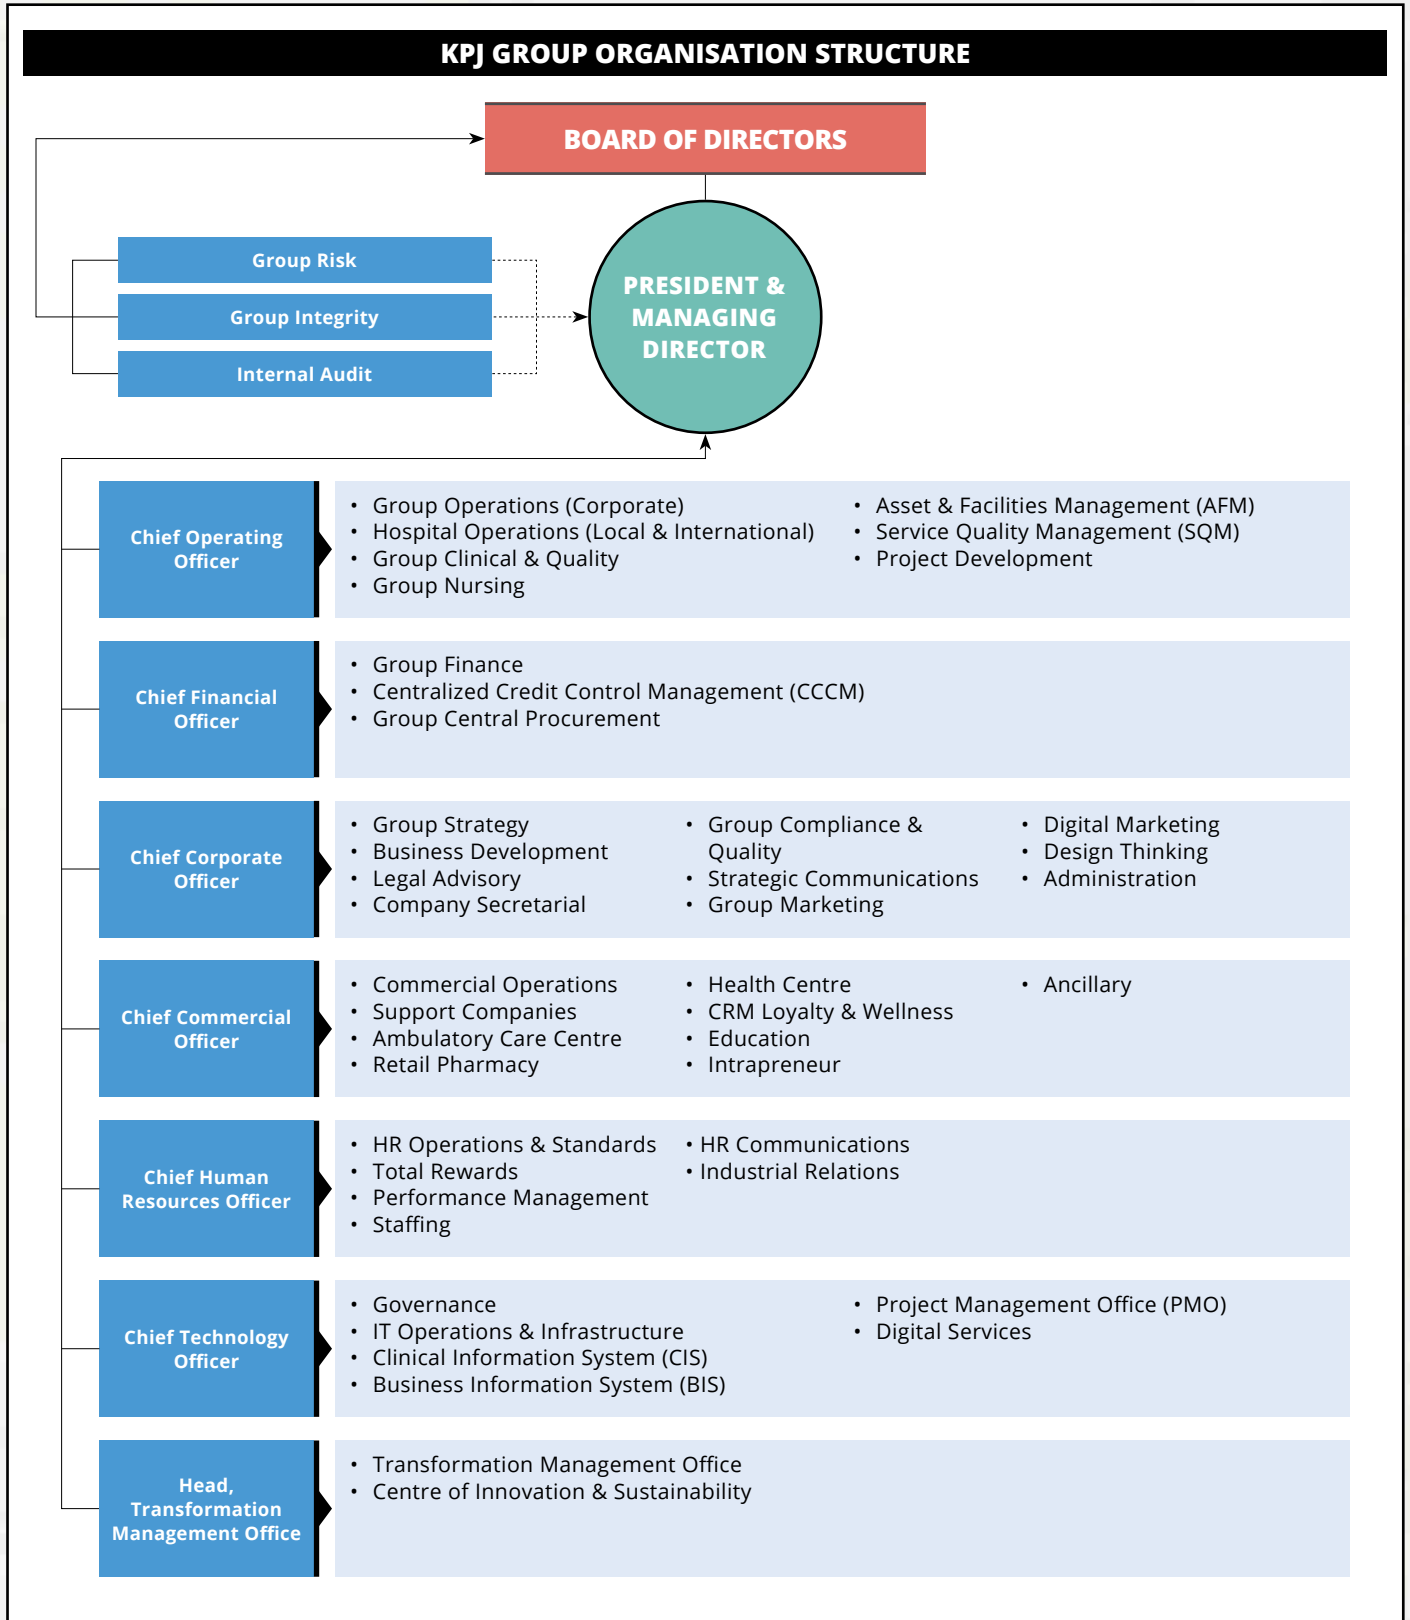 KPJ GROUP ORGANISATION STRUCTURE
BOARD OF DIRECTORS
PRESIDENT &
MANAGING
DIRECTOR
Group Risk
Group Integrity
Internal Audit
Chief Operating
Officer
• Group Operations (Corporate)
• Hospital Operations (Local & International)
• Group Clinical & Quality
• Group Nursing
• Asset & Facilities Management (AFM)
• Service Quality Management (SQM)
• Project Development
Chief Financial
Officer
• Group Finance
• Centralized Credit Control Management (CCCM)
• Group Central Procurement
Chief Corporate
Officer
• Group Strategy
• Business Development
• Legal Advisory
• Company Secretarial
• Group Compliance &
Quality
• Strategic Communications
• Group Marketing
• Digital Marketing
• Design Thinking
• Administration
Chief Commercial
Officer
• Commercial Operations
• Support Companies
• Ambulatory Care Centre
• Retail Pharmacy
• Health Centre
• CRM Loyalty & Wellness
• Education
• Intrapreneur
• Ancillary
Chief Human
Resources Officer
• HR Operations & Standards
• Total Rewards
• Performance Management
• Staffing
• HR Communications
• Industrial Relations
Chief Technology
Officer
• Governance
• IT Operations & Infrastructure
• Clinical Information System (CIS)
• Business Information System (BIS)
• Project Management Office (PMO)
• Digital Services
Head,
Transformation
Management Office
• Transformation Management Office
• Centre of Innovation & Sustainability